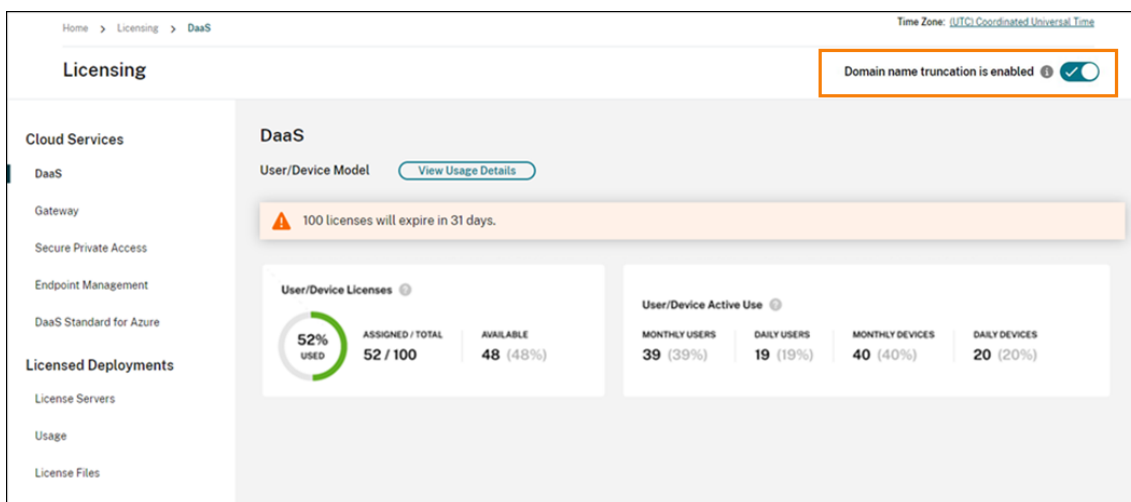 Home > Licensing > DaaS
Time Zone: (UTC) Coordinated Universal Time
Licensing
Domain name truncation is enabled
Cloud Services
DaaS
Gateway
Secure Private Access
Endpoint Management
DaaS Standard for Azure
Licensed Deployments
License Servers
Usage
License Files
DaaS
User/Device Model
View Usage Details
100 licenses will expire in 31 days.
User/Device Licenses
52%
USED
ASSIGNED / TOTAL
52 / 100
AVAILABLE
48 (48%)
User/Device Active Use
MONTHLY USERS
39 (39%)
DAILY USERS
19 (19%)
MONTHLY DEVICES
40 (40%)
DAILY DEVICES
20 (20%)